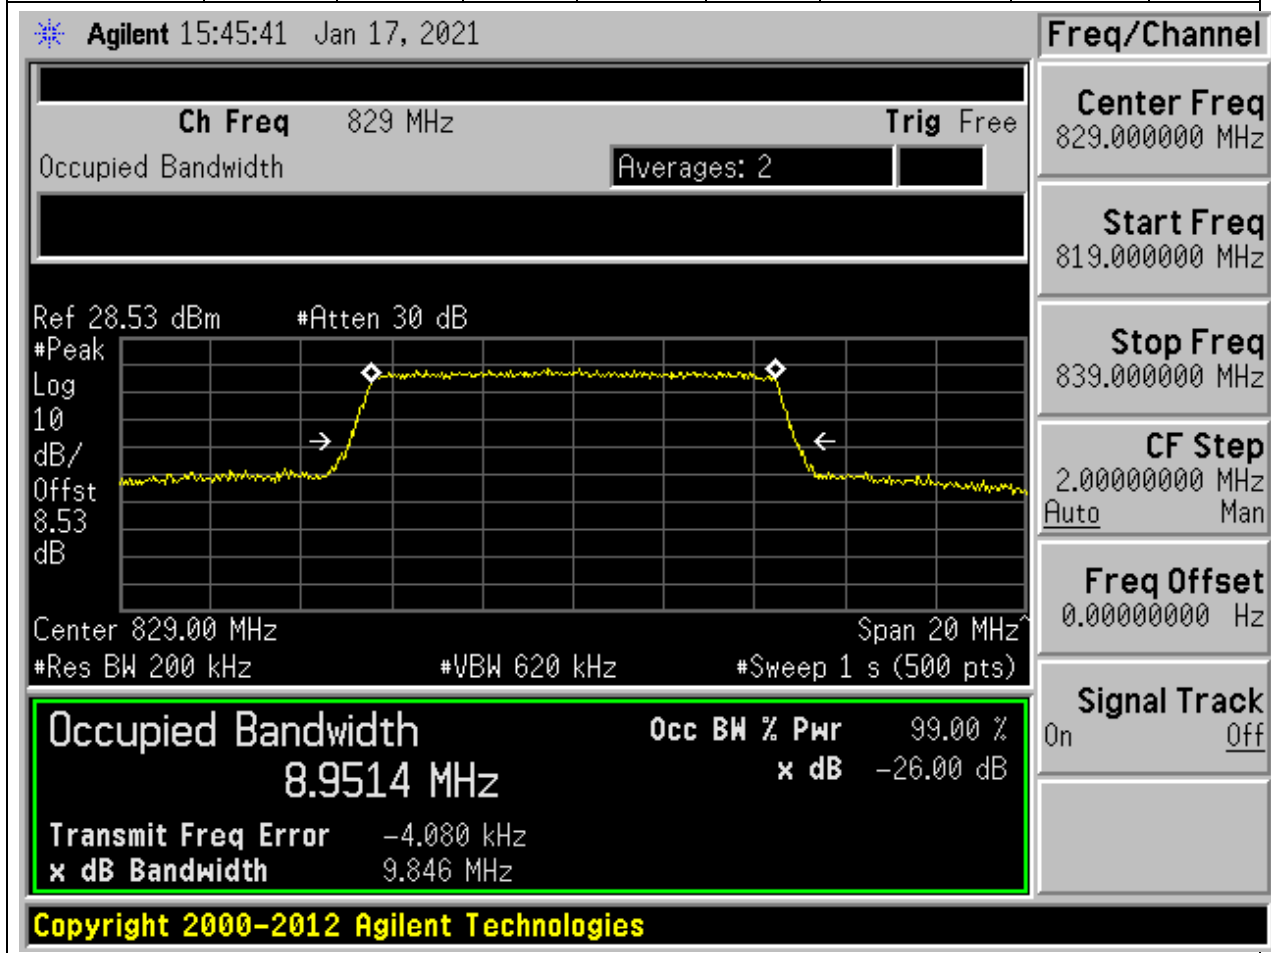 Agilent 15:45:41 Jan 17, 2021
Freq/Channel
Ch Freq 829 MHz Trig Free
Occupied Bandwidth Averages: 2
Center Freq
829.000000 MHz
Start Freq
819.000000 MHz
Stop Freq
839.000000 MHz
CF Step
2.00000000 MHz
Auto Man
Freq Offset
0.00000000 Hz
Signal Track
On Off
Ref 28.53 dBm #Atten 30 dB
#Peak
Log
10
dB/
Offst
8.53
dB
Center 829.00 MHz Span 20 MHz^
#Res BW 200 kHz #VBW 620 kHz #Sweep 1 s (500 pts)
Occupied Bandwidth Occ BW % Pwr 99.00 %
8.9514 MHz x dB -26.00 dB
Transmit Freq Error -4.080 kHz
x dB Bandwidth 9.846 MHz
Copyright 2000-2012 Agilent Technologies